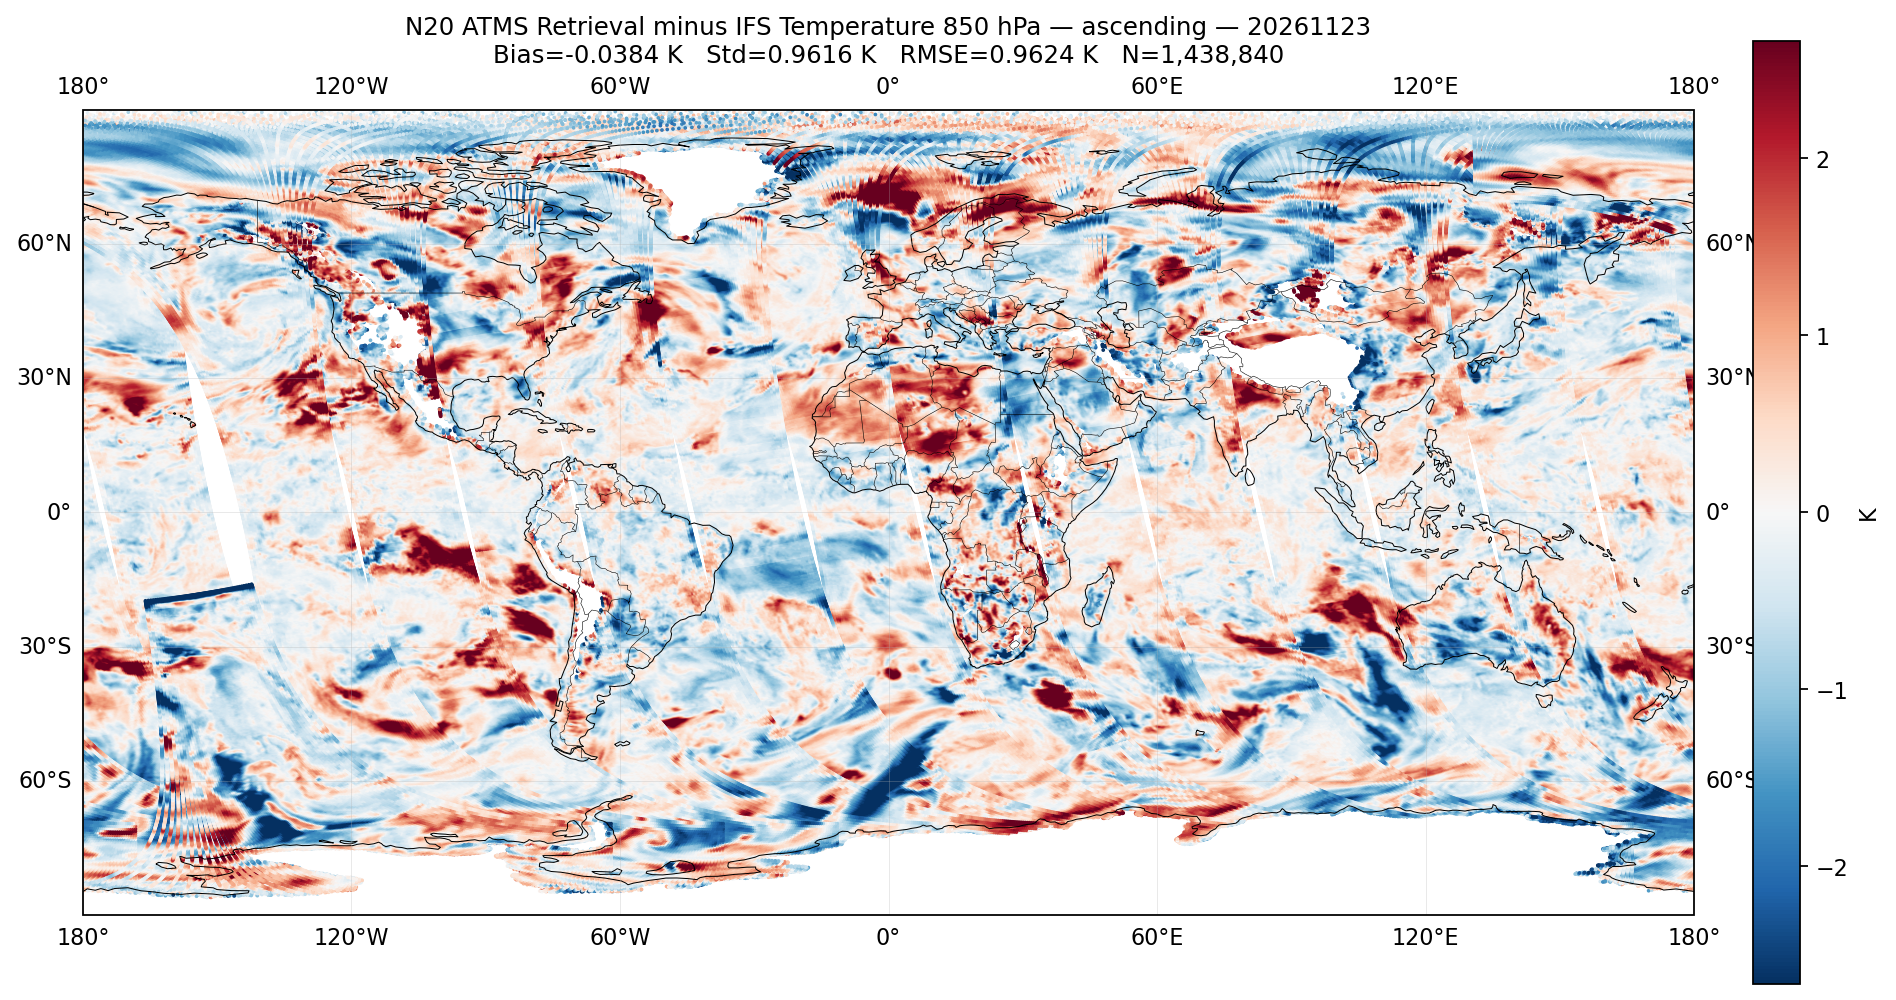 N20 ATMS Retrieval minus IFS Temperature 850 hPa — ascending — 20261123
Bias=-0.0384 K   Std=0.9616 K   RMSE=0.9624 K   N=1,438,840
180° 120°W 60°W 0° 60°E 120°E 180°
60°N 60°N
30°N 30°N
0° 0°
30°S 30°S
60°S 60°S
180° 120°W 60°W 0° 60°E 120°E 180°
2
1
0
−1
−2
K